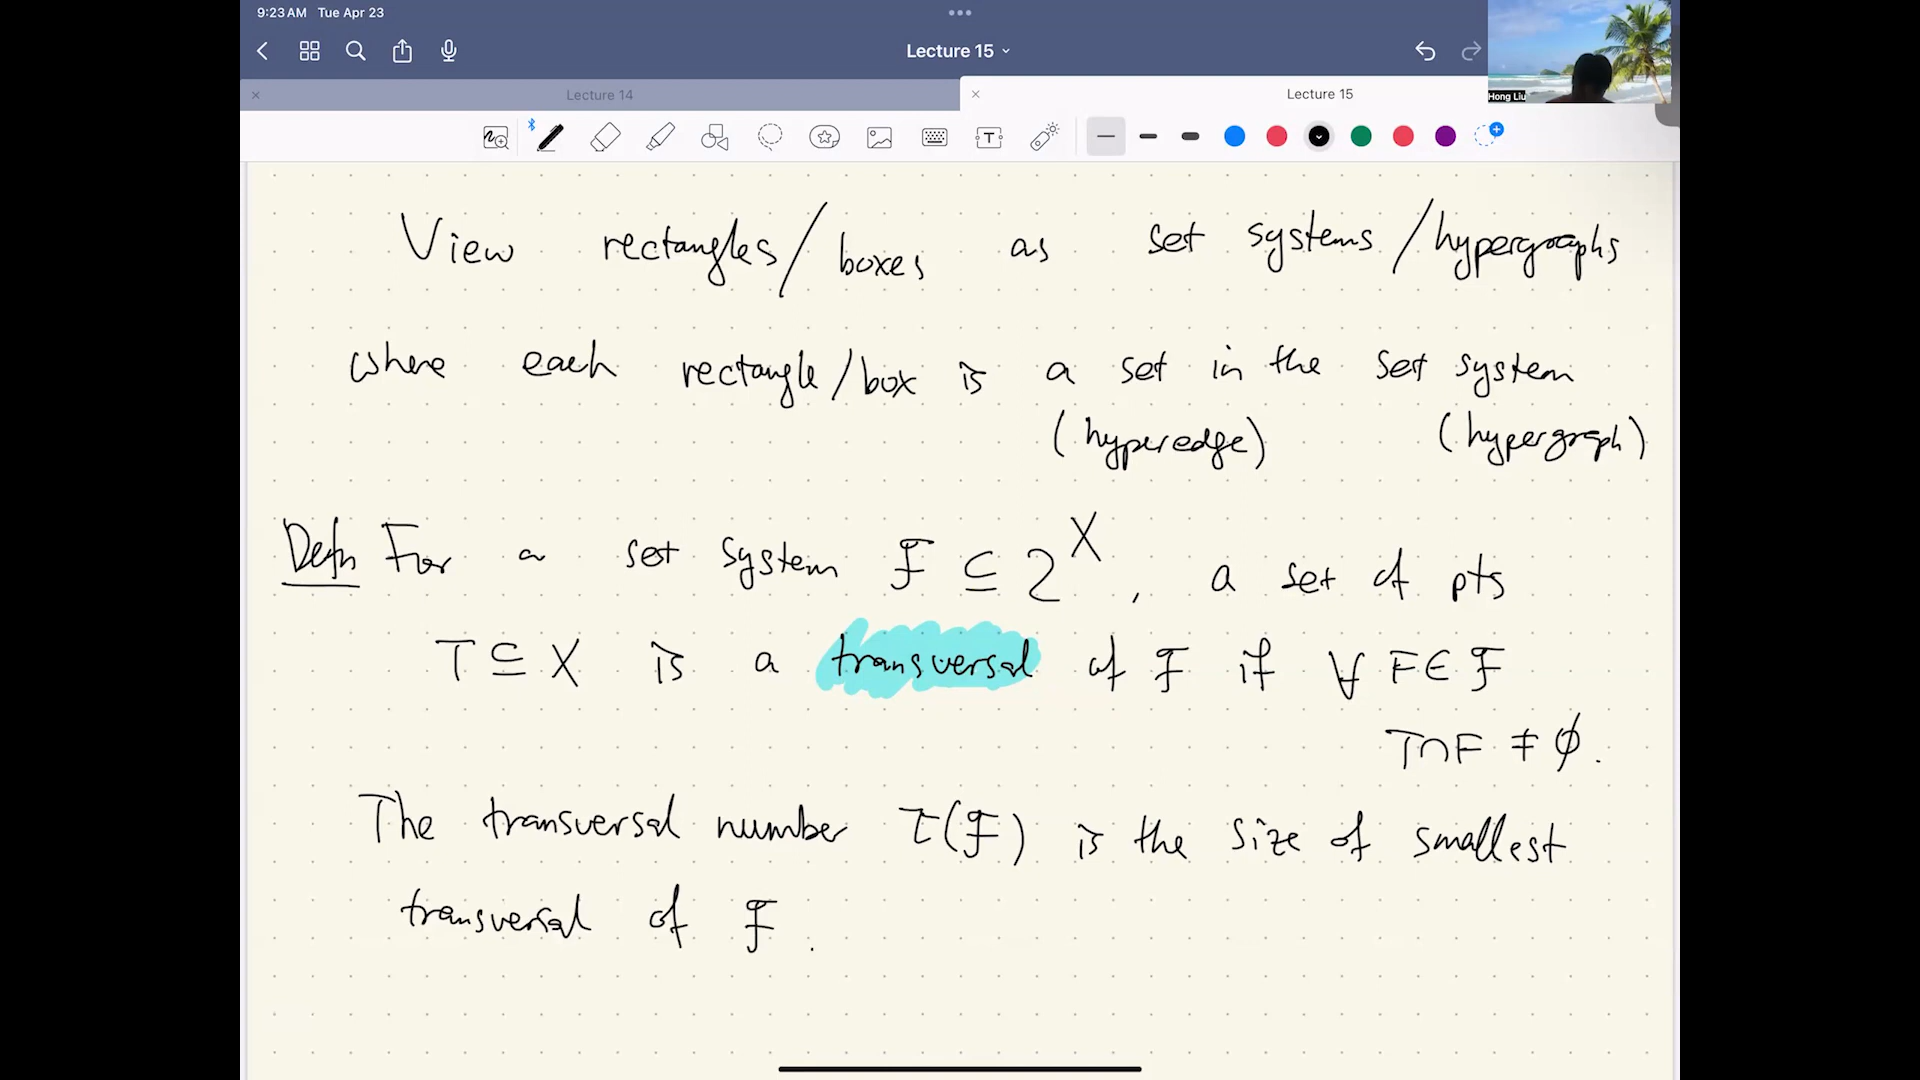 9:23 AM Tue Apr 23
Lecture 15
Hong Liu
Lecture 14
Lecture 15
View rectangles/boxes as set systems/hypergraphs
where each rectangle/box is a set in the set system
(hyperedge) (hypergraph)
Defn For a set system ℱ ⊆ 2^X, a set of pts
T ⊆ X is a transversal of ℱ if ∀ F ∈ ℱ
T ∩ F ≠ ∅.
The transversal number τ(ℱ) is the size of smallest
transversal of ℱ.